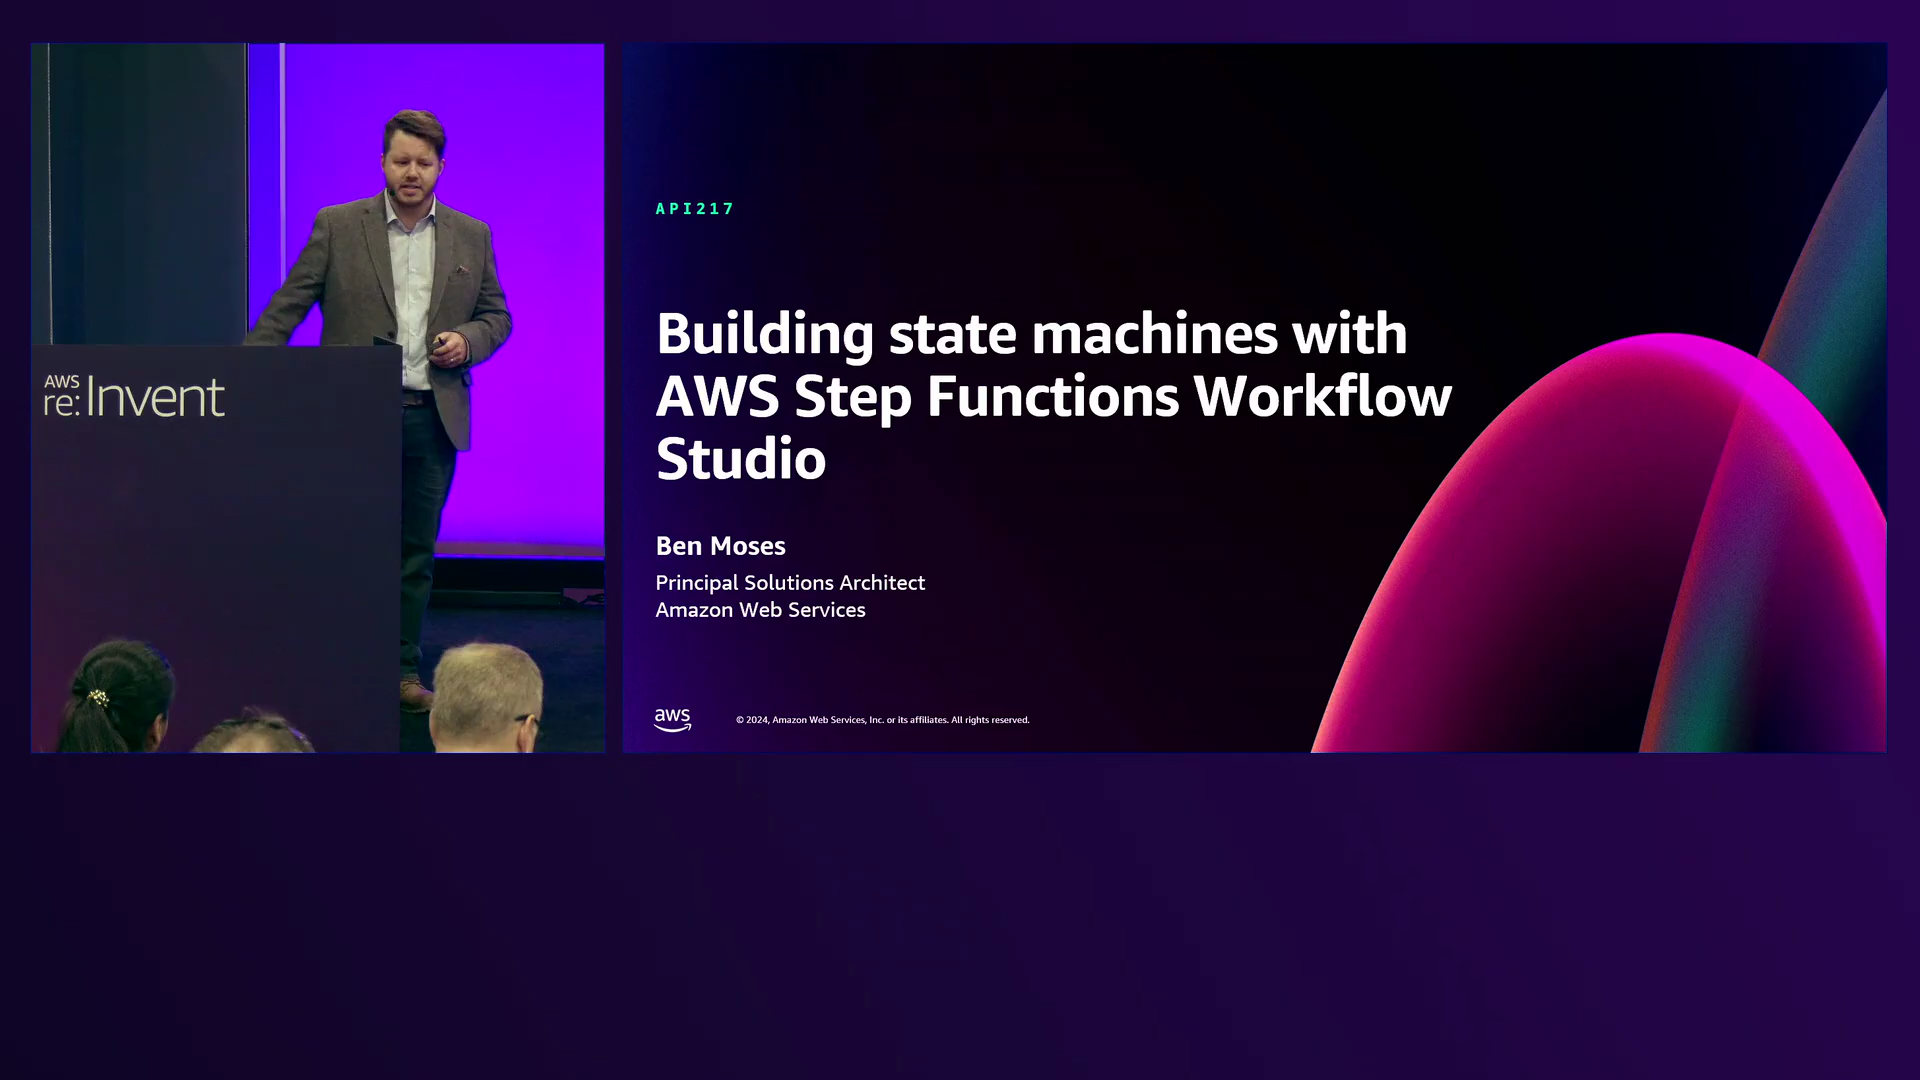 AWS
re:Invent
API217
Building state machines with
AWS Step Functions Workflow
Studio
Ben Moses
Principal Solutions Architect
Amazon Web Services
aws
© 2024, Amazon Web Services, Inc. or its affiliates. All rights reserved.